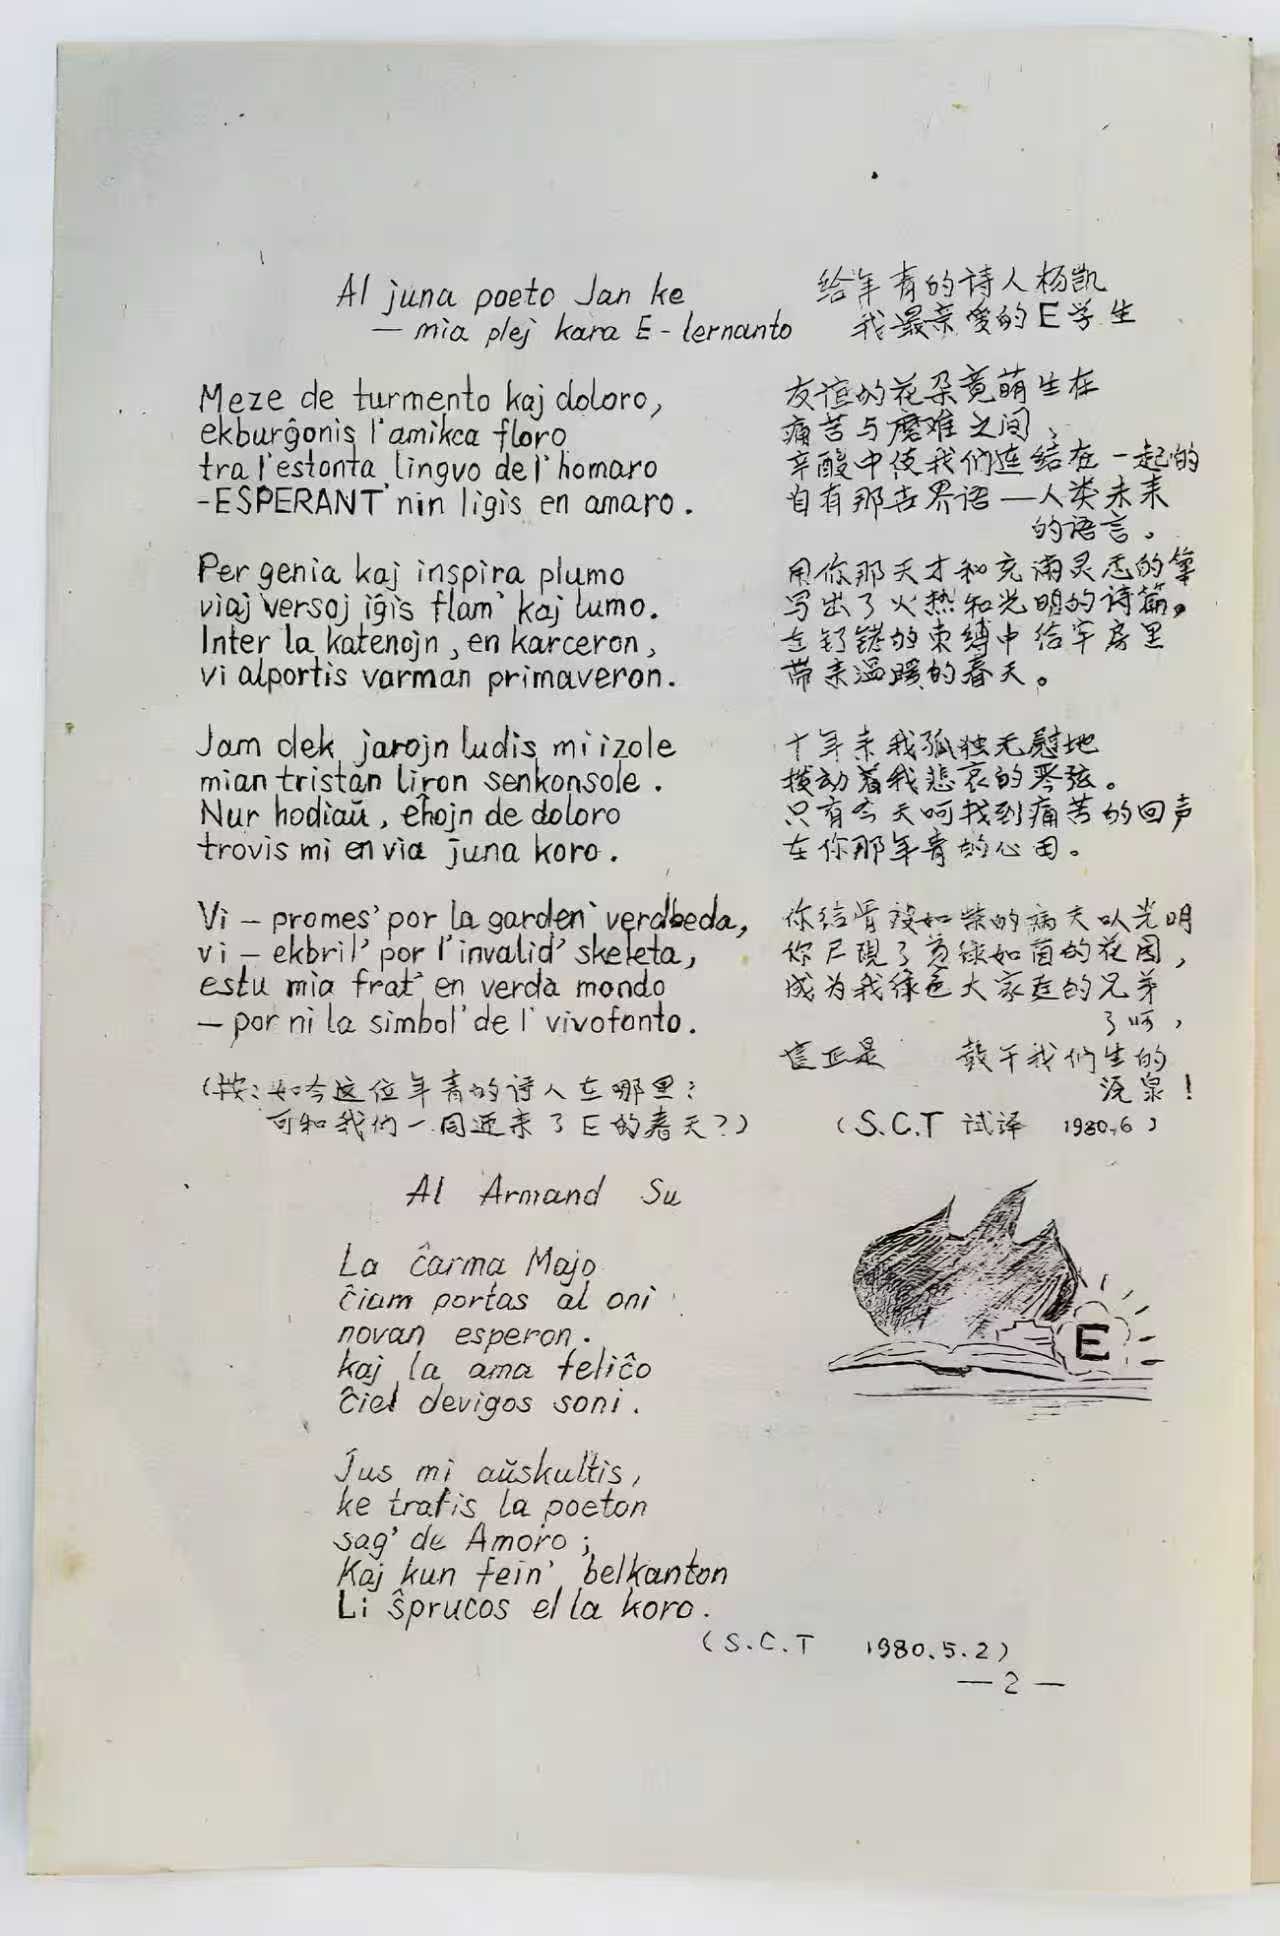 Al juna poeto Jan ke
— mia plej kara E-lernanto
Meze de turmento kaj doloro,
ekburĝonis l'amikca floro
tra l'estonta lingvo de l'homaro
-ESPERANT' nin ligis en amaro.
Per genia kaj inspira plumo
viaj versoj iĝis flam' kaj lumo.
Inter la katenojn, en karceron,
vi alportis varman primaveron.
Jam dek jarojn ludis mi izole
mian tristan liron senkonsole.
Nur hodiaŭ, eĥojn de doloro
trovis mi en via juna koro.
Vi – promes' por la garden' verdbeda,
vi – ekbril' por l'invalid' skeleta,
estu mia frat' en verda mondo
– por ni la simbol' de l' vivofonto.
(按:如今这位年青的诗人在哪里?
可和我们一同迎来了E的春天?)
给年青的诗人杨凯
我最亲爱的E学生
友谊的花朵竟萌生在
痛苦与磨难之间,
辛酸中使我们连结在一起的
自有那世界语——人类未来
的语言。
用你那天才和充满灵悉的笔
写出了火热和光明的诗篇,
在镣铐的束缚中给牢房里
带来温暖的春天。
十年来我孤独无慰地
拨动着我悲哀的琴弦。
只有今天呵找到痛苦的回声
在你那年青的心田。
你给骨瘦如柴的病夫以光明
你展现了 如茵的花园,
成为我绿色大家庭的兄弟
了呵,
这正是 我们生的
源泉!
(S.C.T 试译 1980.6)
Al Armand Su
La ĉarma Majo
ĉiam portas al oni
novan esperon.
kaj la ama feliĉo
ĉiel devigos soni.
Ĵus mi aŭskultis,
ke trafis la poeton
sag' de Amoro;
Kaj kun fein' belkanton
Li ŝprucos el la koro.
(S.C.T 1980.5.2)
E
—2—